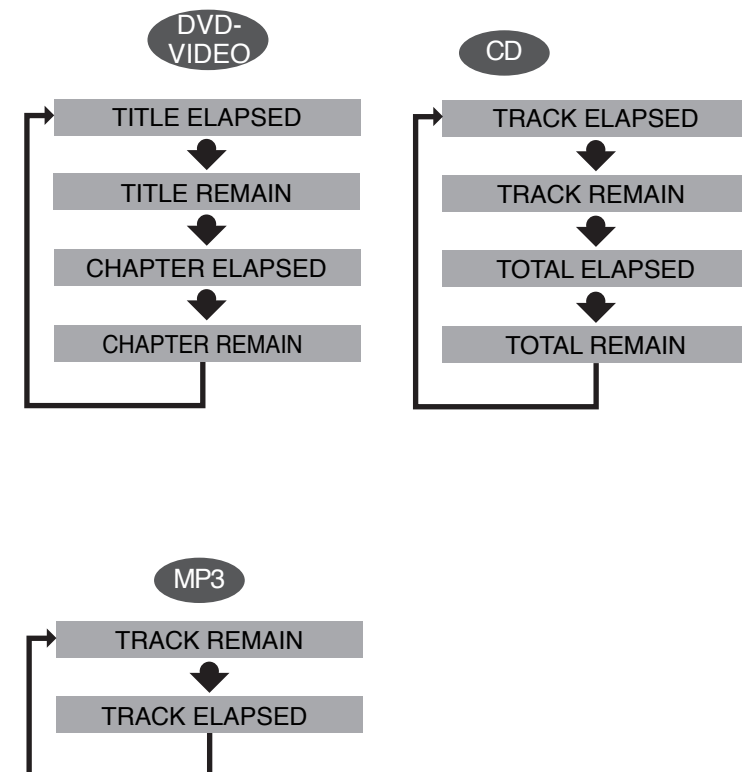 DVD-
VIDEO
TITLE ELAPSED
TITLE REMAIN
CHAPTER ELAPSED
CHAPTER REMAIN
CD
TRACK ELAPSED
TRACK REMAIN
TOTAL ELAPSED
TOTAL REMAIN
MP3
TRACK REMAIN
TRACK ELAPSED